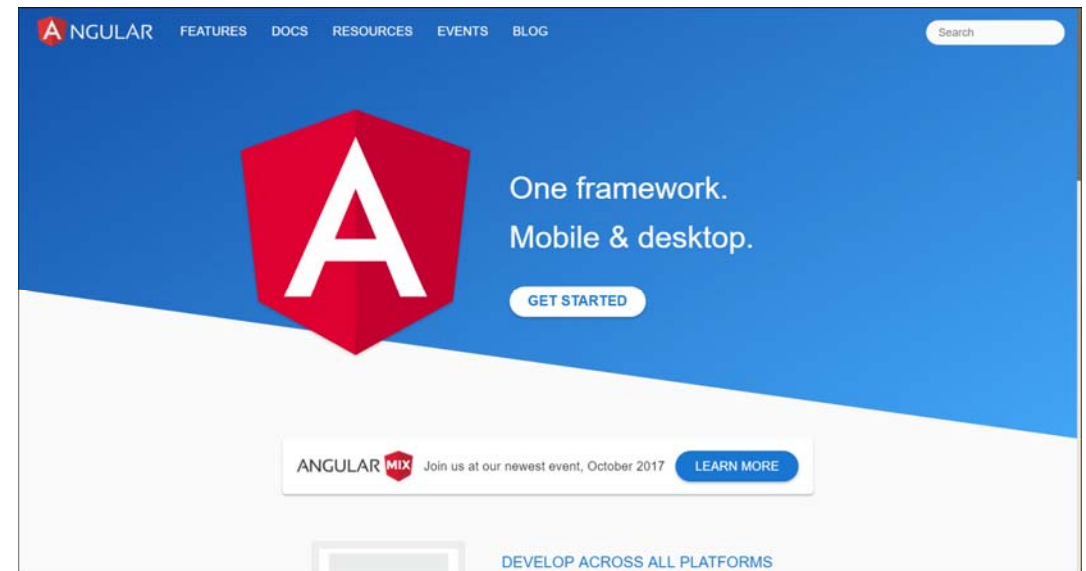 ANGULAR FEATURES DOCS RESOURCES EVENTS BLOG Search
A
One framework.
Mobile & desktop.
GET STARTED
ANGULAR MIX Join us at our newest event, October 2017 LEARN MORE
DEVELOP ACROSS ALL PLATFORMS